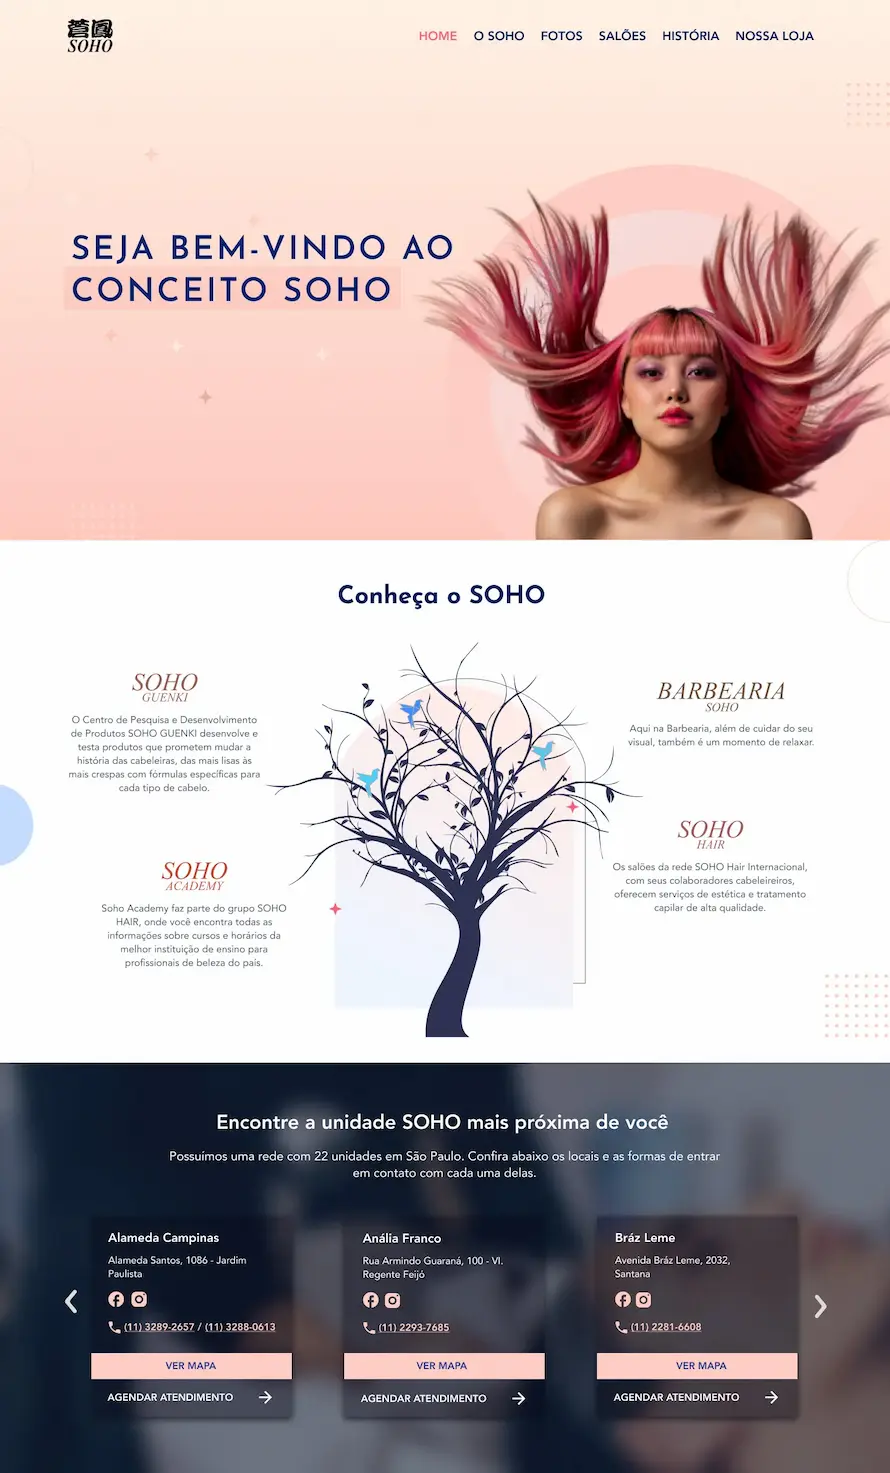 蒼鳳
SOHO
HOME O SOHO FOTOS SALÕES HISTÓRIA NOSSA LOJA
SEJA BEM-VINDO AO
CONCEITO SOHO
Conheça o SOHO
SOHO
GUENKI
O Centro de Pesquisa e Desenvolvimento
de Produtos SOHO GUENKI desenvolve e
testa produtos que prometem mudar a
história das cabeleiras, das mais lisas às
mais crespas com fórmulas específicas para
cada tipo de cabelo.
SOHO
ACADEMY
Soho Academy faz parte do grupo SOHO
HAIR, onde você encontra todas as
informações sobre cursos e horários da
melhor instituição de ensino para
profissionais de beleza do país.
BARBEARIA
SOHO
Aqui na Barbearia, além de cuidar do seu
visual, também é um momento de relaxar.
SOHO
HAIR
Os salões da rede SOHO Hair Internacional,
com seus colaboradores cabeleireiros,
oferecem serviços de estética e tratamento
capilar de alta qualidade.
Encontre a unidade SOHO mais próxima de você
Possuímos uma rede com 22 unidades em São Paulo. Confira abaixo os locais e as formas de entrar
em contato com cada uma delas.
Alameda Campinas
Alameda Santos, 1086 - Jardim
Paulista
(11) 3289-2657 / (11) 3288-0613
VER MAPA
AGENDAR ATENDIMENTO
Anália Franco
Rua Armindo Guaraná, 100 - Vl.
Regente Feijó
(11) 2293-7685
VER MAPA
AGENDAR ATENDIMENTO
Bráz Leme
Avenida Bráz Leme, 2032,
Santana
(11) 2281-6608
VER MAPA
AGENDAR ATENDIMENTO